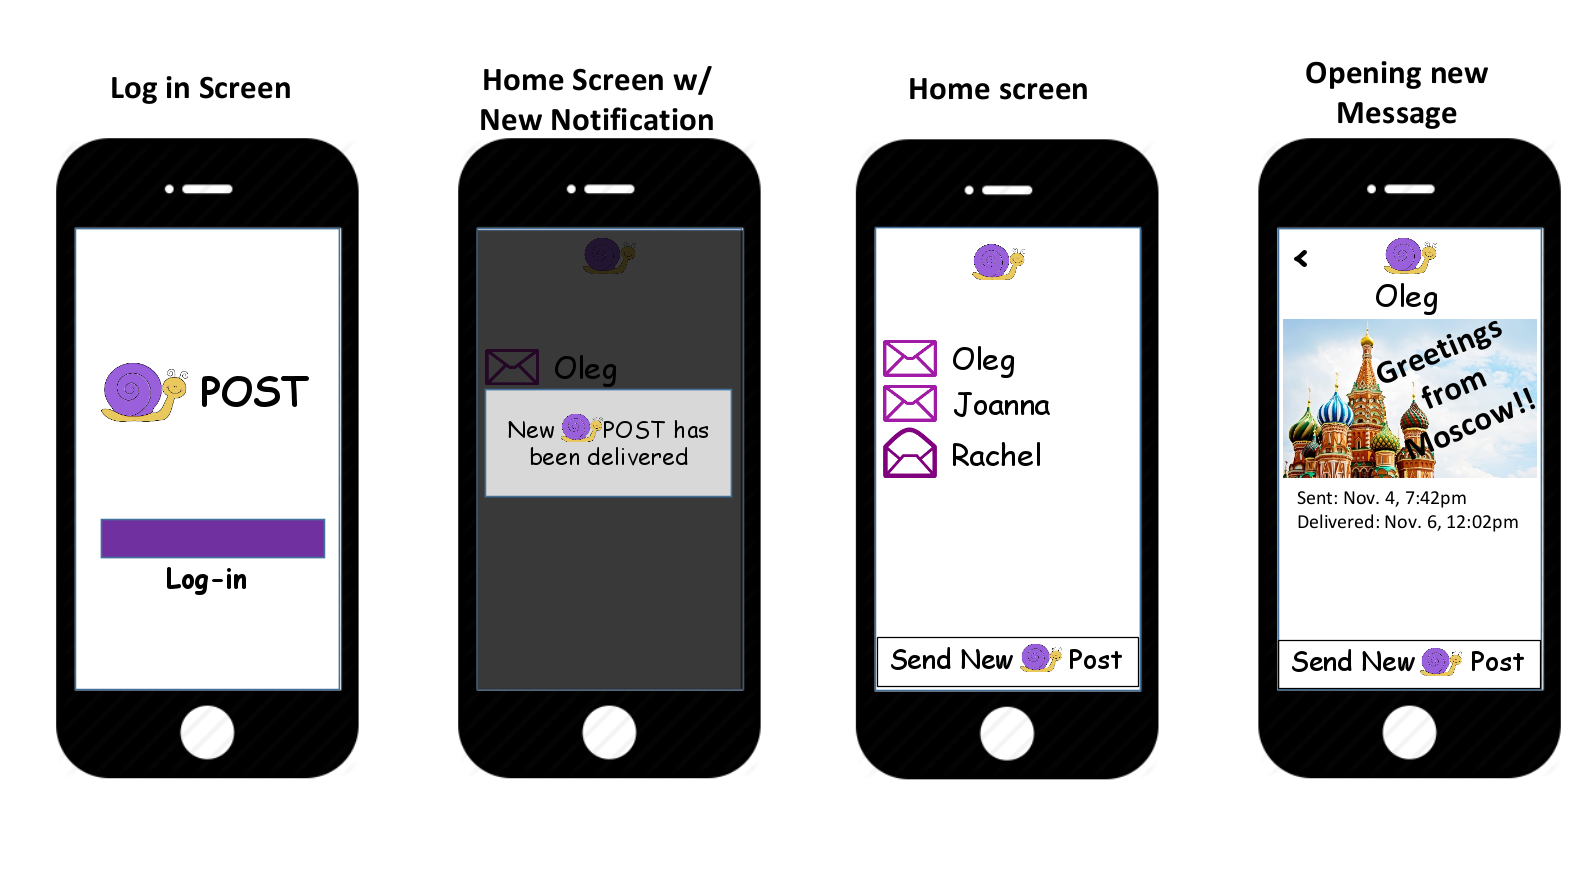 Log in Screen
Home Screen w/
New Notification
Home screen
Opening new
Message
POST
Log-in
Oleg
New POST has
been delivered
Oleg
Joanna
Rachel
Send New Post
<
Oleg
Greetings
from
Moscow!!
Sent: Nov. 4, 7:42pm
Delivered: Nov. 6, 12:02pm
Send New Post